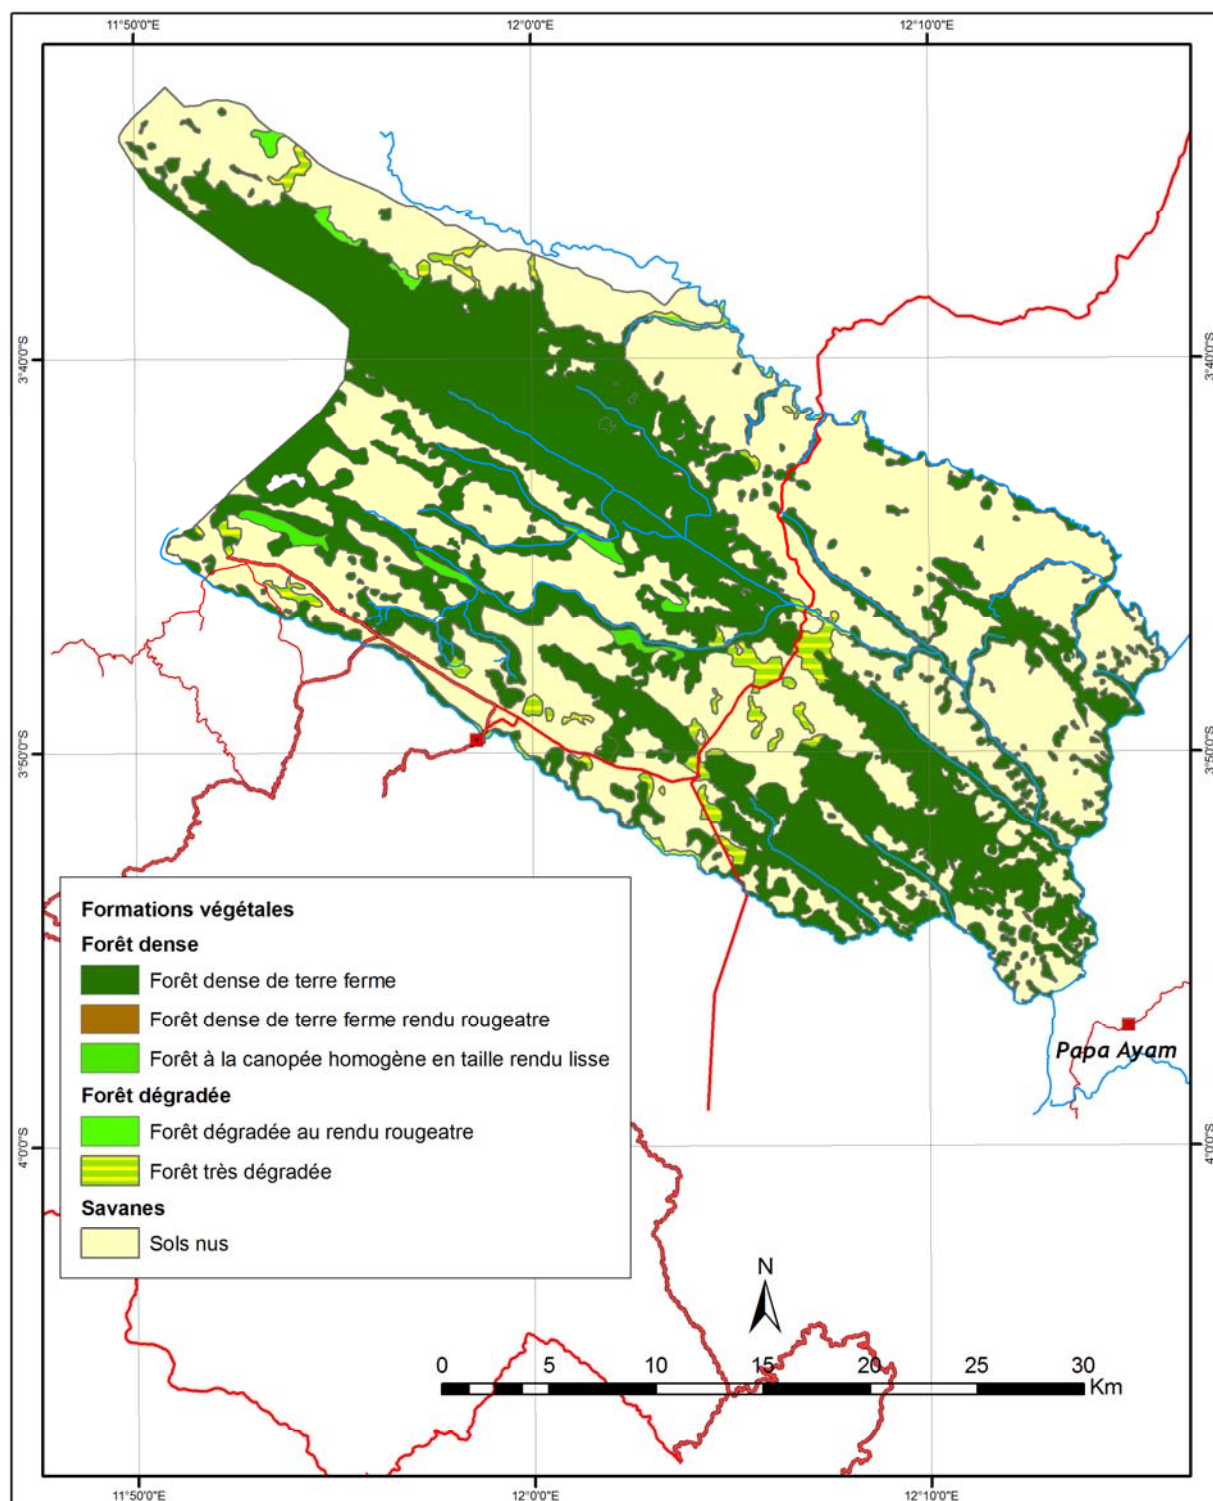 11°50'0"E 12°0'0"E 12°10'0"E
3°40'0"S 3°40'0"S
3°50'0"S 3°50'0"S
Formations végétales
Forêt dense
Forêt dense de terre ferme
Forêt dense de terre ferme rendu rougeatre
Forêt à la canopée homogène en taille rendu lisse
Forêt dégradée
Forêt dégradée au rendu rougeatre
Forêt très dégradée
Savanes
Sols nus
Papa Ayam
4°0'0"S 4°0'0"S
N
0 5 10 15 20 25 30
Km
11°50'0"E 12°0'0"E 12°10'0"E